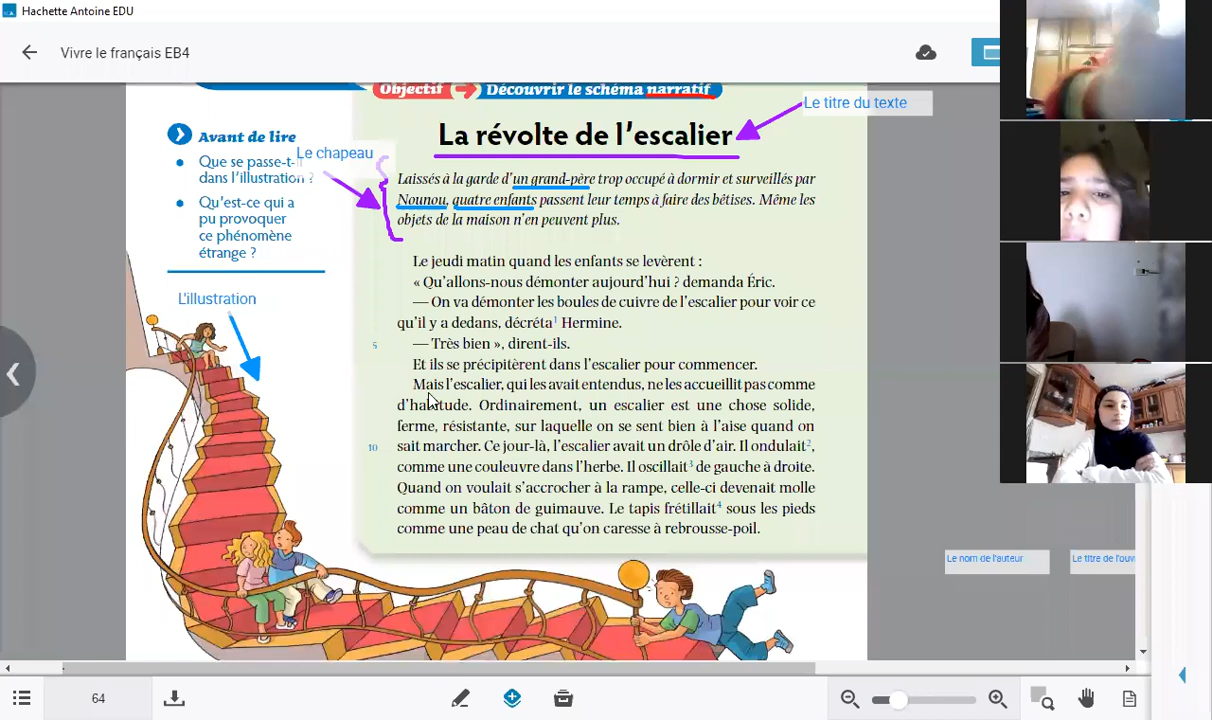 Hachette Antoine EDU
Vivre le français EB4
Objectif Découvrir le schéma narratif
Le titre du texte
La révolte de l'escalier
Avant de lire
Que se passe-t-il
dans l'illustration ?
Qu'est-ce qui a
pu provoquer
ce phénomène
étrange ?
Le chapeau
L'illustration
Laissés à la garde d'un grand-père trop occupé à dormir et surveillés par
Nounou, quatre enfants passent leur temps à faire des bêtises. Même les
objets de la maison n'en peuvent plus.
Le jeudi matin quand les enfants se levèrent :
« Qu'allons-nous démonter aujourd'hui ? demanda Éric.
— On va démonter les boules de cuivre de l'escalier pour voir ce
qu'il y a dedans, décréta1 Hermine.
5 — Très bien », dirent-ils.
Et ils se précipitèrent dans l'escalier pour commencer.
Mais l'escalier, qui les avait entendus, ne les accueillit pas comme
d'habitude. Ordinairement, un escalier est une chose solide,
ferme, résistante, sur laquelle on se sent bien à l'aise quand on
10 sait marcher. Ce jour-là, l'escalier avait un drôle d'air. Il ondulait2,
comme une couleuvre dans l'herbe. Il oscillait3 de gauche à droite.
Quand on voulait s'accrocher à la rampe, celle-ci devenait molle
comme un bâton de guimauve. Le tapis frétillait4 sous les pieds
comme une peau de chat qu'on caresse à rebrousse-poil.
Le nom de l'auteur
Le titre de l'ouv
64